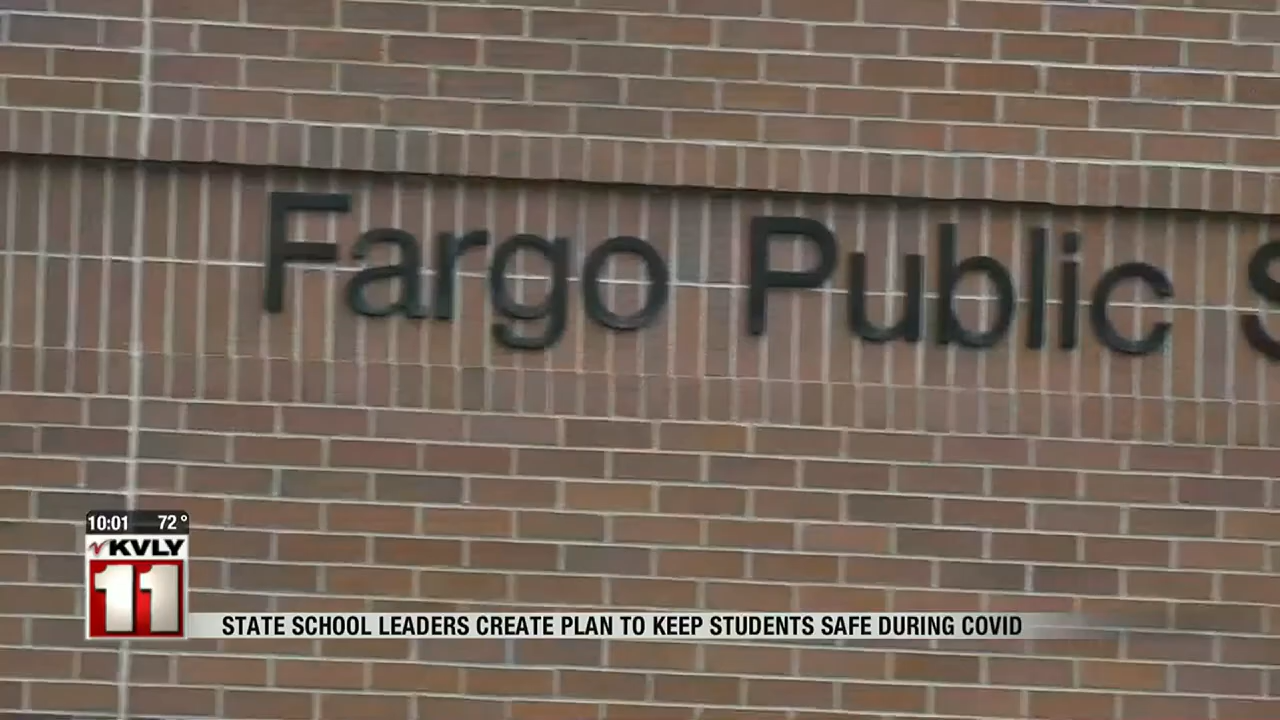 Fargo Public S
10:01 72°
KVLY
11
STATE SCHOOL LEADERS CREATE PLAN TO KEEP STUDENTS SAFE DURING COVID